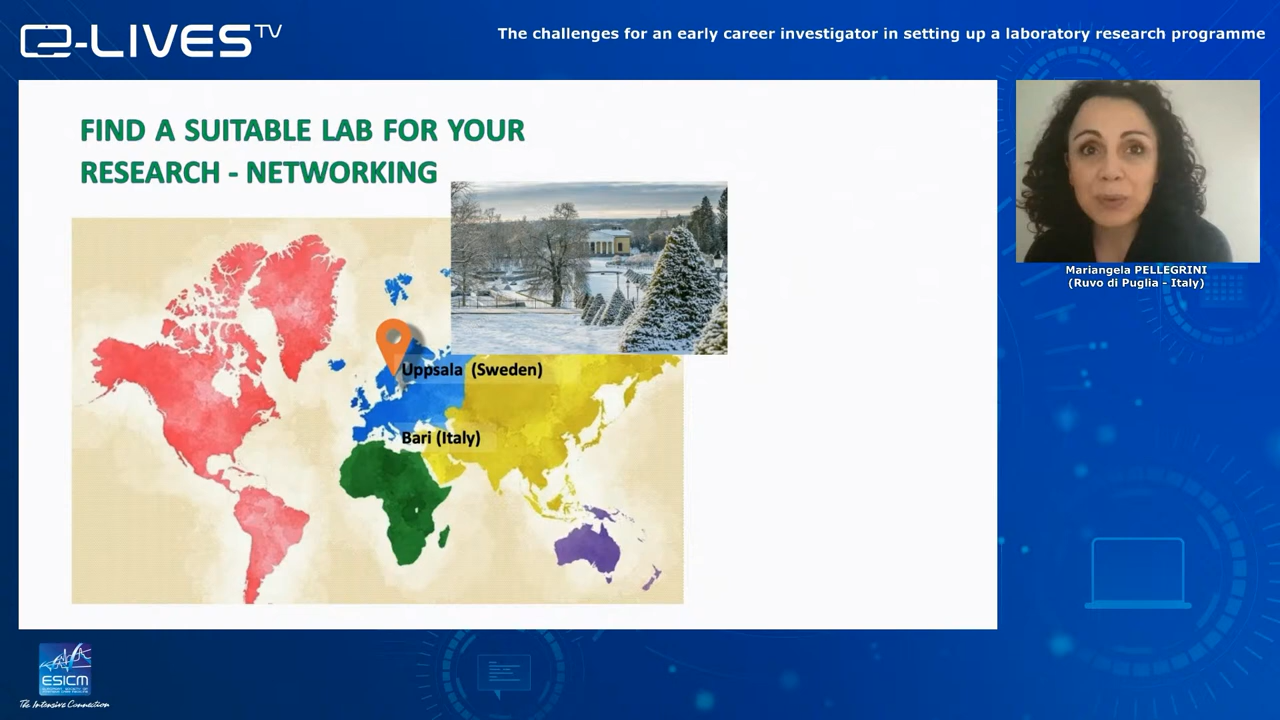 e-LIVES TV
The challenges for an early career investigator in setting up a laboratory research programme
FIND A SUITABLE LAB FOR YOUR
RESEARCH - NETWORKING
Uppsala (Sweden)
Bari (Italy)
Mariangela PELLEGRINI
(Ruvo di Puglia - Italy)
ESICM
The Intensive Connection